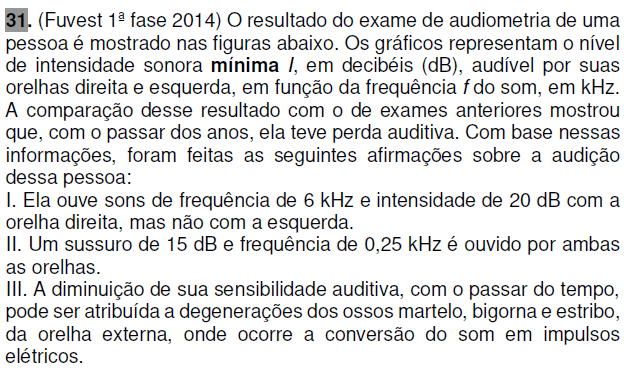 31. (Fuvest 1ª fase 2014) O resultado do exame de audiometria de uma
pessoa é mostrado nas figuras abaixo. Os gráficos representam o nível
de intensidade sonora mínima I, em decibéis (dB), audível por suas
orelhas direita e esquerda, em função da frequência f do som, em kHz.
A comparação desse resultado com o de exames anteriores mostrou
que, com o passar dos anos, ela teve perda auditiva. Com base nessas
informações, foram feitas as seguintes afirmações sobre a audição
dessa pessoa:
I. Ela ouve sons de frequência de 6 kHz e intensidade de 20 dB com a
orelha direita, mas não com a esquerda.
II. Um sussuro de 15 dB e frequência de 0,25 kHz é ouvido por ambas
as orelhas.
III. A diminuição de sua sensibilidade auditiva, com o passar do tempo,
pode ser atribuída a degenerações dos ossos martelo, bigorna e estribo,
da orelha externa, onde ocorre a conversão do som em impulsos
elétricos.